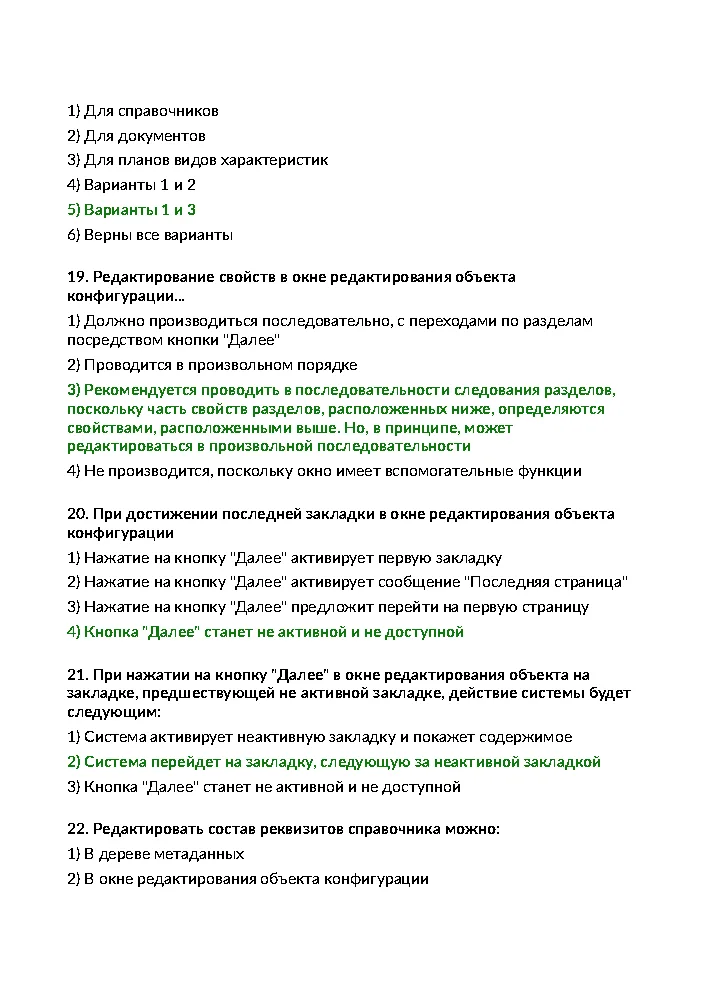 1) Для справочников
2) Для документов
3) Для планов видов характеристик
4) Варианты 1 и 2
5) Варианты 1 и 3
6) Верны все варианты
19. Редактирование свойств в окне редактирования объекта
конфигурации...
1) Должно производиться последовательно, с переходами по разделам
посредством кнопки "Далее"
2) Проводится в произвольном порядке
3) Рекомендуется проводить в последовательности следования разделов,
поскольку часть свойств разделов, расположенных ниже, определяются
свойствами, расположенными выше. Но, в принципе, может
редактироваться в произвольной последовательности
4) Не производится, поскольку окно имеет вспомогательные функции
20. При достижении последней закладки в окне редактирования объекта
конфигурации
1) Нажатие на кнопку "Далее" активирует первую закладку
2) Нажатие на кнопку "Далее" активирует сообщение "Последняя страница"
3) Нажатие на кнопку "Далее" предложит перейти на первую страницу
4) Кнопка "Далее" станет не активной и не доступной
21. При нажатии на кнопку "Далее" в окне редактирования объекта на
закладке, предшествующей не активной закладке, действие системы будет
следующим:
1) Система активирует неактивную закладку и покажет содержимое
2) Система перейдет на закладку, следующую за неактивной закладкой
3) Кнопка "Далее" станет не активной и не доступной
22. Редактировать состав реквизитов справочника можно:
1) В дереве метаданных
2) В окне редактирования объекта конфигурации